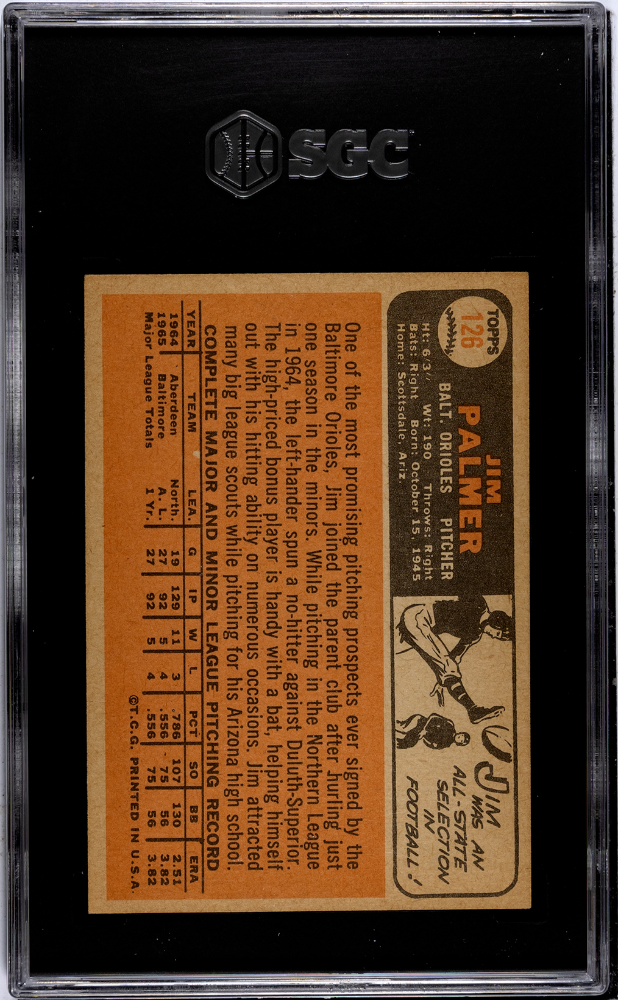 SGC
TOPPS
126
JIM
PALMER
BALT. ORIOLES PITCHER
Ht: 6'3" Wt: 190 Throws: Right
Bats: Right Born: October 15, 1945
Home: Scottsdale, Ariz.
JIM
WAS AN
ALL-STATE
SELECTION
IN
FOOTBALL!
One of the most promising pitching prospects ever signed by the
Baltimore Orioles, Jim joined the parent club after hurling just
one season in the minors. While pitching in the Northern League
in 1964, the left-hander spun a no-hitter against Duluth-Superior.
The high-priced bonus player is handy with a bat, helping himself
out with his hitting ability on numerous occasions. Jim attracted
many big league scouts while pitching for his Arizona high school.
COMPLETE MAJOR AND MINOR LEAGUE PITCHING RECORD
YEAR TEAM LEA. G IP W L PCT SO BB ERA
1964 Aberdeen North. 19 129 11 3 .786 107 130 2.51
1965 Baltimore A. L. 27 92 5 4 .556 75 56 3.82
Major League Totals 1 Yr. 27 92 5 4 .556 75 56 3.82
©T.C.G. PRINTED IN U.S.A.